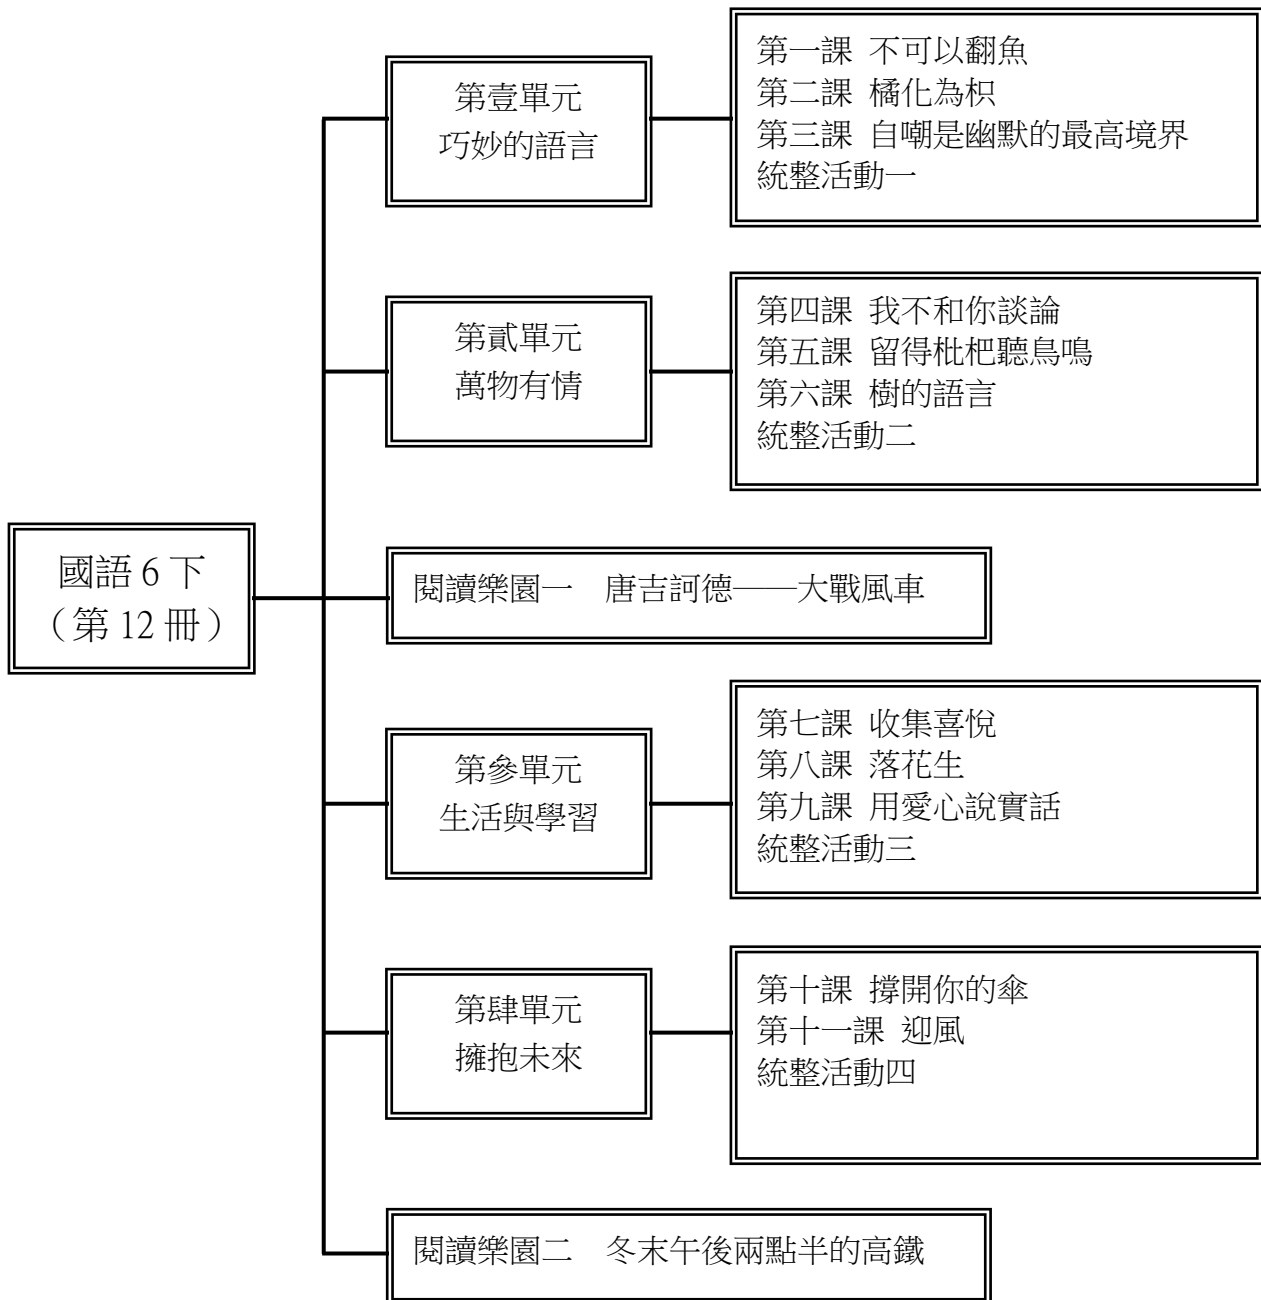 國語 6 下
（第 12 冊）
第壹單元
巧妙的語言
第一課 不可以翻魚
第二課 橘化為枳
第三課 自嘲是幽默的最高境界
統整活動一
第貳單元
萬物有情
第四課 我不和你談論
第五課 留得枇杷聽鳥鳴
第六課 樹的語言
統整活動二
閱讀樂園一　唐吉訶德——大戰風車
第參單元
生活與學習
第七課 收集喜悅
第八課 落花生
第九課 用愛心說實話
統整活動三
第肆單元
擁抱未來
第十課 撐開你的傘
第十一課 迎風
統整活動四
閱讀樂園二　冬末午後兩點半的高鐵